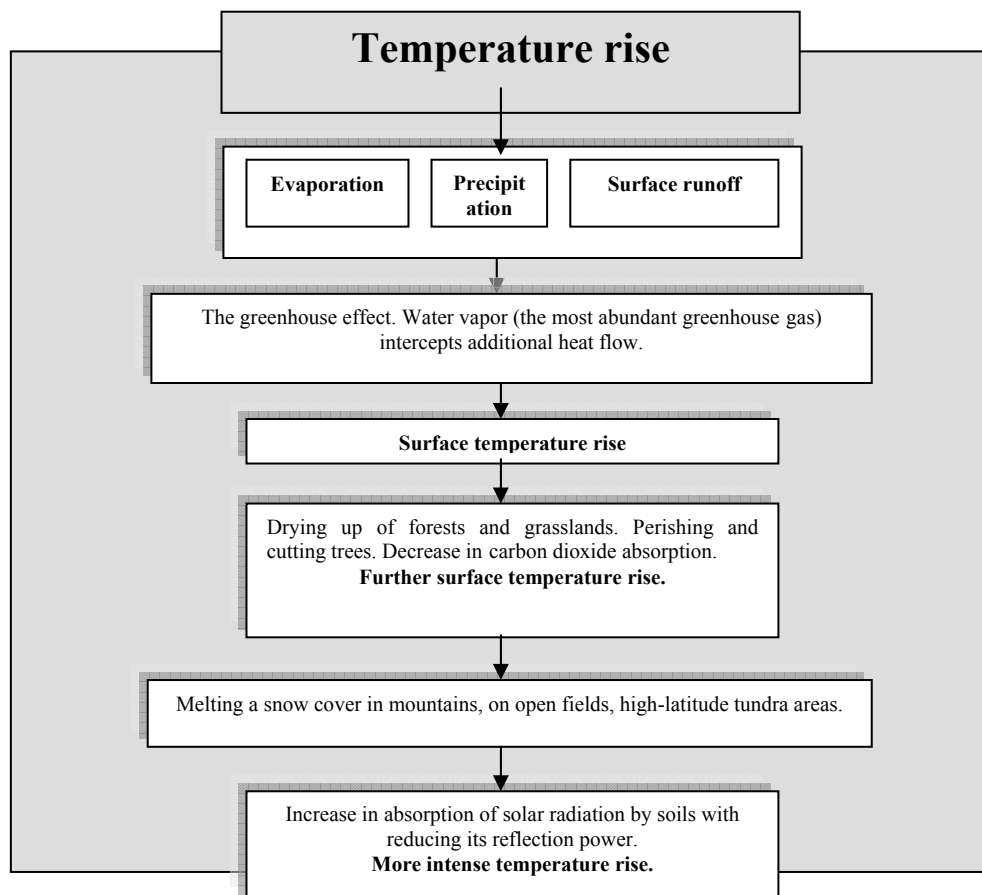 Temperature rise
Evaporation
Precipit
ation
Surface runoff
The greenhouse effect. Water vapor (the most abundant greenhouse gas)
intercepts additional heat flow.
Surface temperature rise
Drying up of forests and grasslands. Perishing and
cutting trees. Decrease in carbon dioxide absorption.
Further surface temperature rise.
Melting a snow cover in mountains, on open fields, high-latitude tundra areas.
Increase in absorption of solar radiation by soils with
reducing its reflection power.
More intense temperature rise.